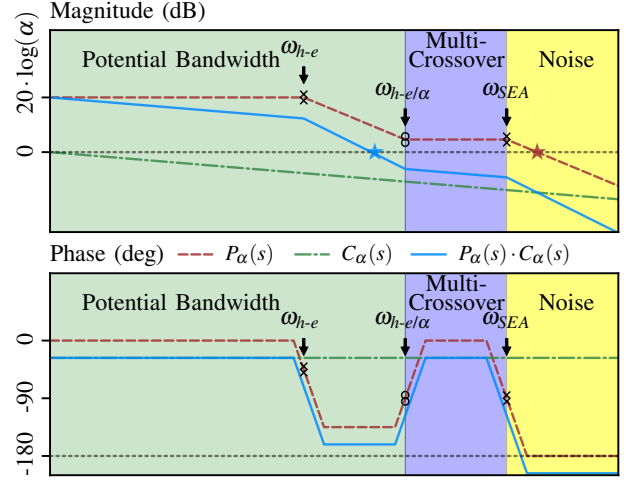 Magnitude (dB)
Potential Bandwidth
Multi-
Crossover
Noise
ω_{h-e}
ω_{h-e/α}
ω_{SEA}
20·log(α)
20
0
Phase (deg)
P_α(s)
C_α(s)
P_α(s)·C_α(s)
Potential Bandwidth
Multi-
Crossover
Noise
ω_{h-e}
ω_{h-e/α}
ω_{SEA}
0
-90
-180